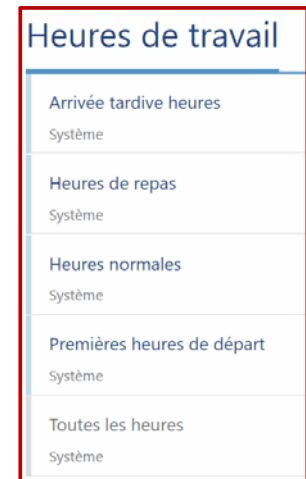 Heures de travail
Arrivée tardive heures
Système
Heures de repas
Système
Heures normales
Système
Premières heures de départ
Système
Toutes les heures
Système